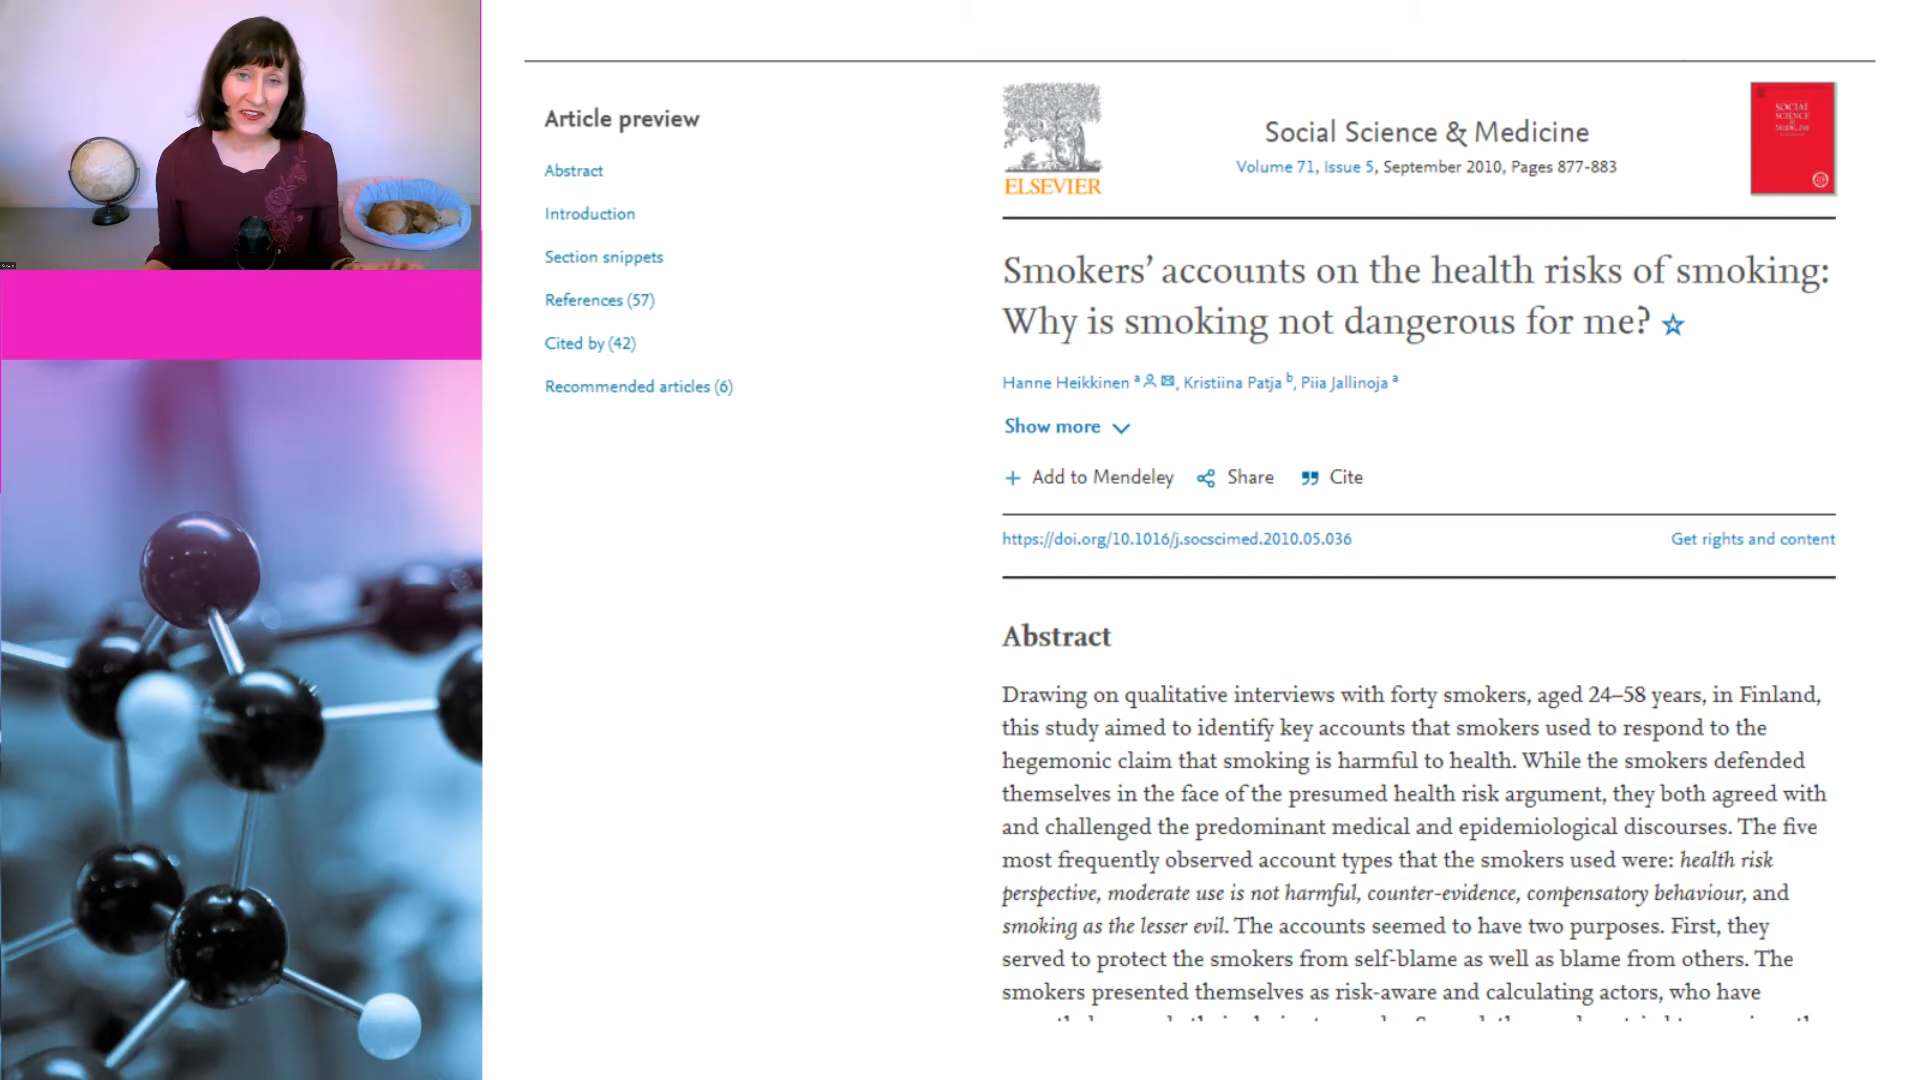 Article preview
Abstract
Introduction
Section snippets
References (57)
Cited by (42)
Recommended articles (6)
ELSEVIER
Social Science & Medicine
Volume 71, Issue 5, September 2010, Pages 877-883
SOCIAL
SCIENCE
&
MEDICINE
Smokers’ accounts on the health risks of smoking:
Why is smoking not dangerous for me? ☆
Hanne Heikkinen a, Kristiina Patja b, Piia Jallinoja a
Show more
+ Add to Mendeley Share Cite
https://doi.org/10.1016/j.socscimed.2010.05.036 Get rights and content
Abstract
Drawing on qualitative interviews with forty smokers, aged 24–58 years, in Finland,
this study aimed to identify key accounts that smokers used to respond to the
hegemonic claim that smoking is harmful to health. While the smokers defended
themselves in the face of the presumed health risk argument, they both agreed with
and challenged the predominant medical and epidemiological discourses. The five
most frequently observed account types that the smokers used were: health risk
perspective, moderate use is not harmful, counter-evidence, compensatory behaviour, and
smoking as the lesser evil. The accounts seemed to have two purposes. First, they
served to protect the smokers from self-blame as well as blame from others. The
smokers presented themselves as risk-aware and calculating actors, who have